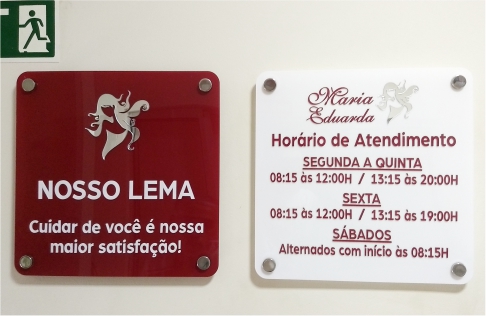 NOSSO LEMA
Cuidar de você é nossa
maior satisfação!
Maria
Eduarda
Horário de Atendimento
SEGUNDA A QUINTA
08:15 às 12:00H / 13:15 às 20:00H
SEXTA
08:15 às 12:00H / 13:15 às 19:00H
SÁBADOS
Alternados com início às 08:15H